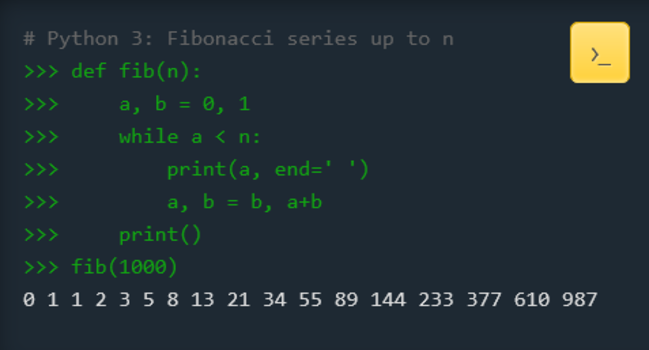 # Python 3: Fibonacci series up to n
>>> def fib(n):
>>>     a, b = 0, 1
>>>     while a < n:
>>>         print(a, end=' ')
>>>         a, b = b, a+b
>>>     print()
>>> fib(1000)
0 1 1 2 3 5 8 13 21 34 55 89 144 233 377 610 987